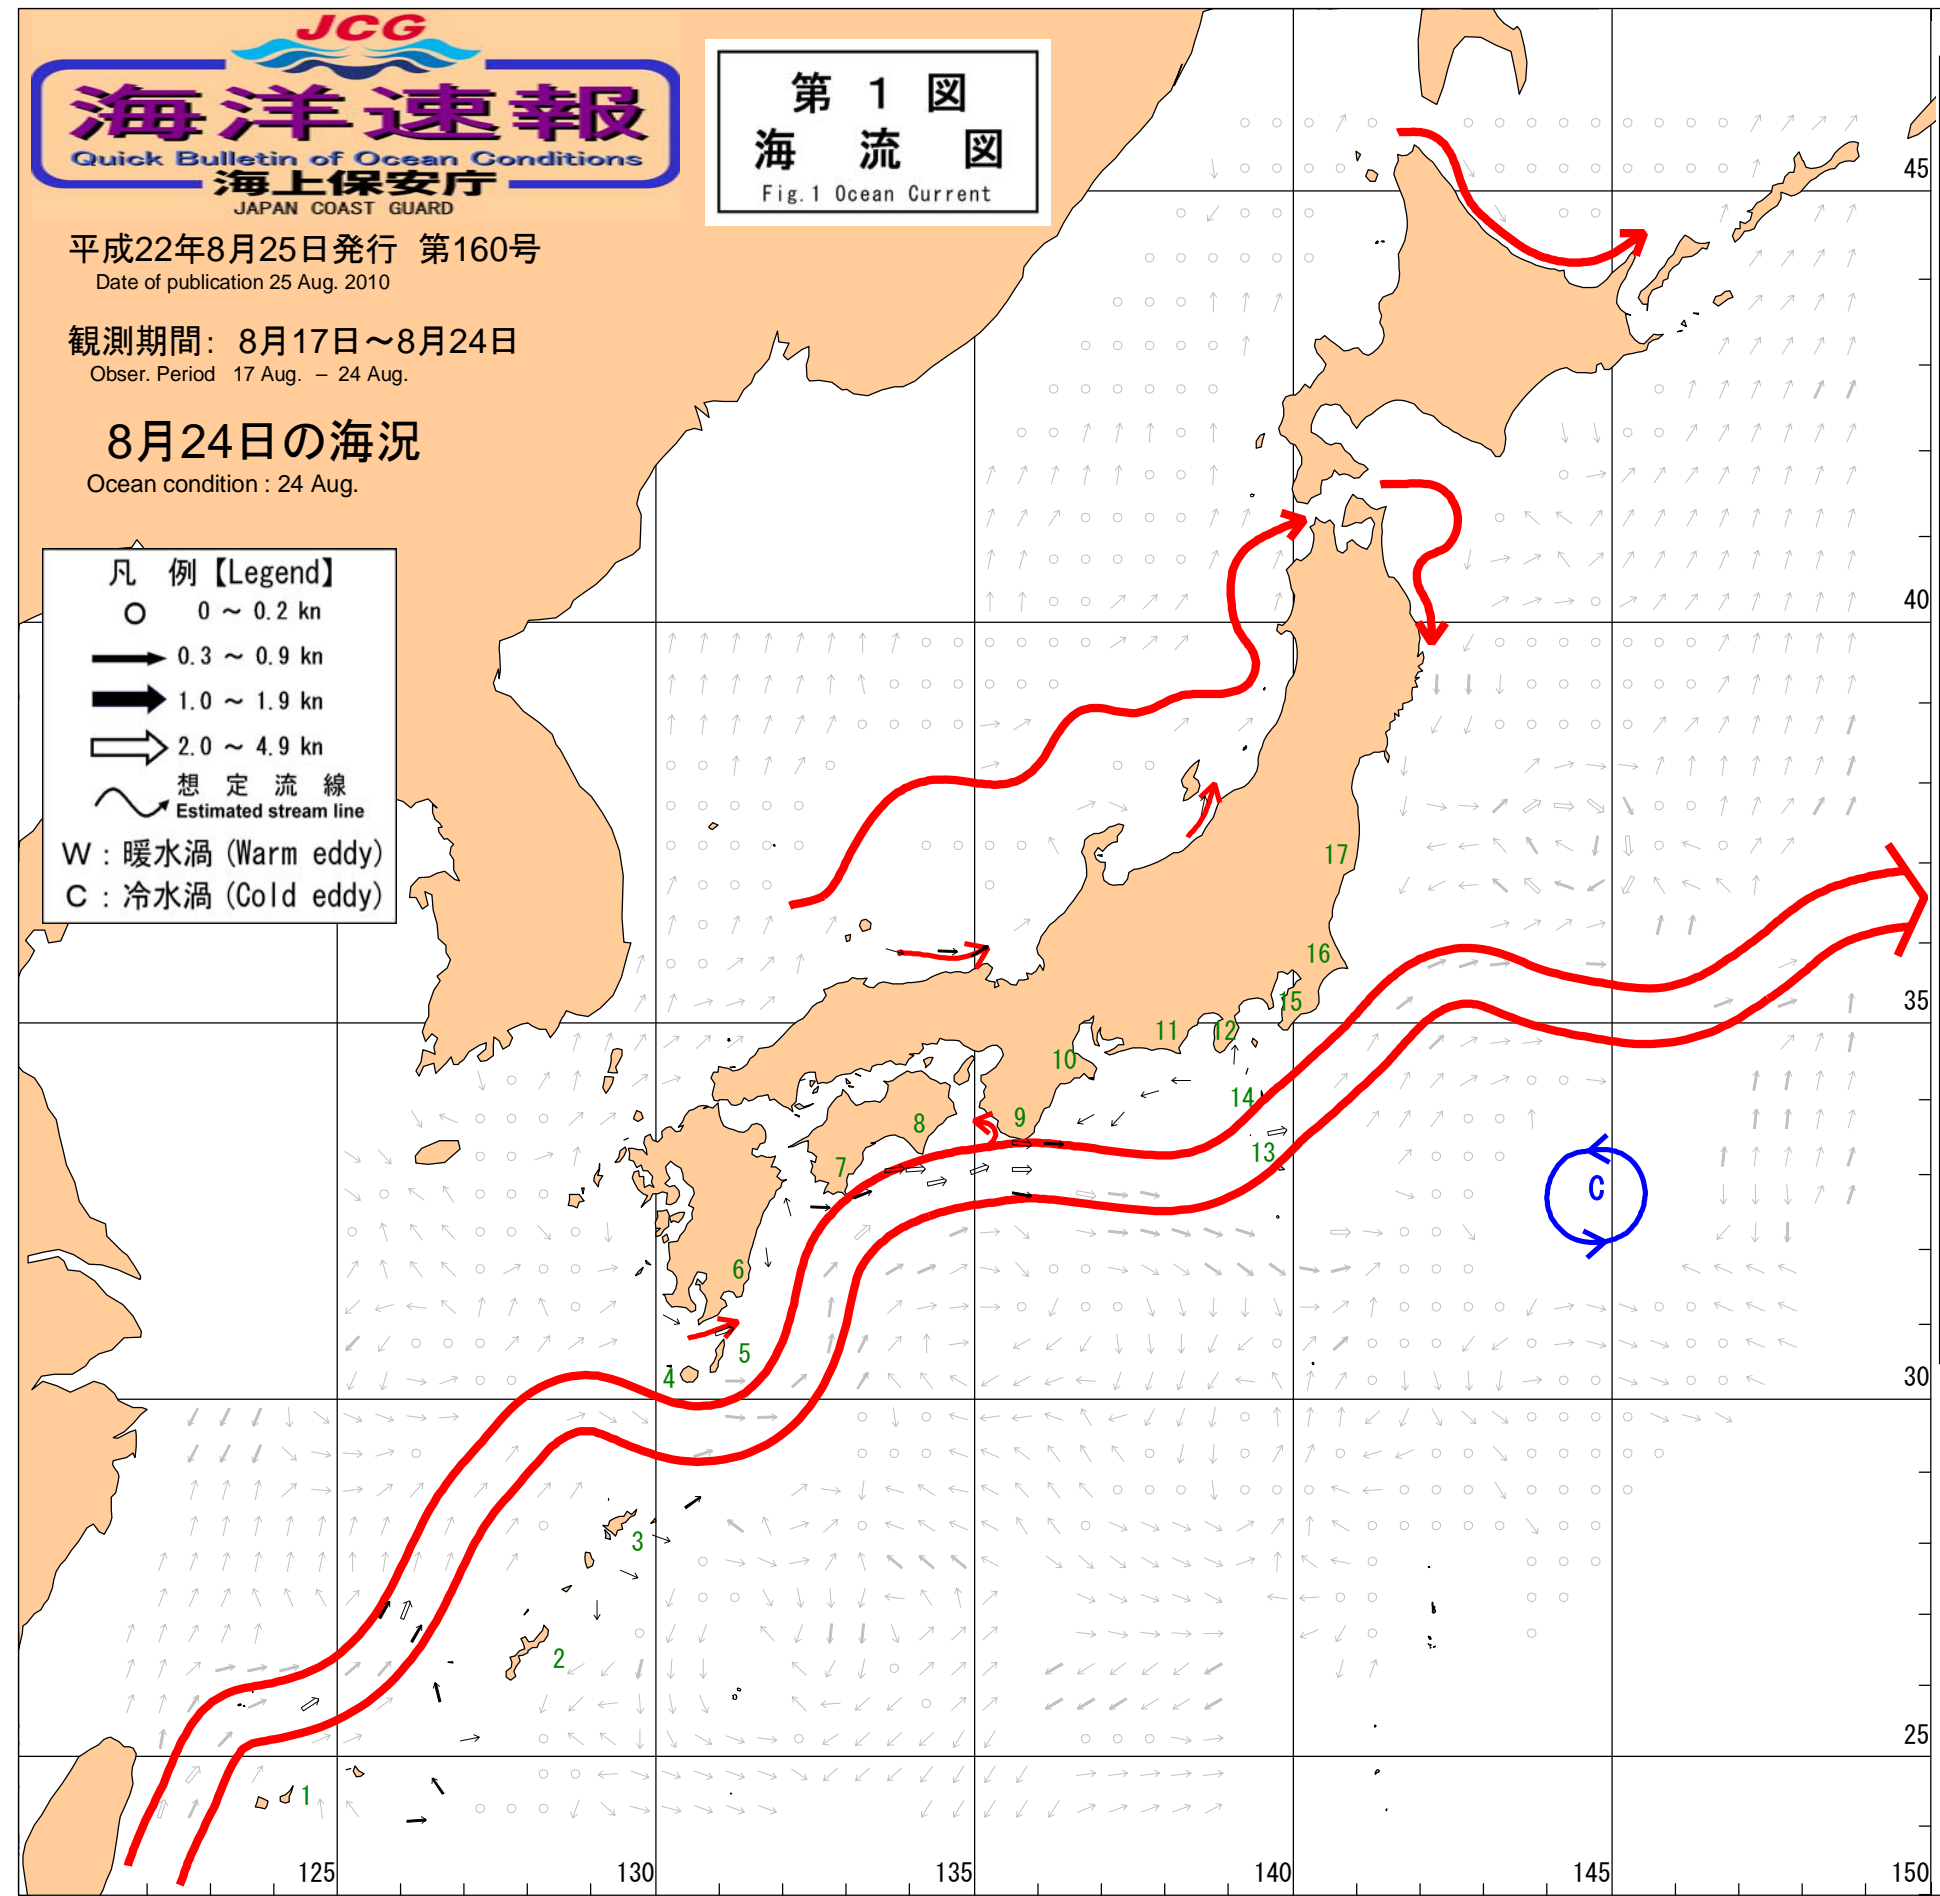 JCG
海洋速報
Quick Bulletin of Ocean Conditions
海上保安庁
JAPAN COAST GUARD
第 1 図
海 流 図
Fig.1 Ocean Current
平成22年8月25日発行 第160号
Date of publication 25 Aug. 2010
観測期間: 8月17日～8月24日
Obser. Period 17 Aug. – 24 Aug.
8月24日の海況
Ocean condition : 24 Aug.
凡 例【Legend】
0 ～ 0.2 kn
0.3 ～ 0.9 kn
1.0 ～ 1.9 kn
2.0 ～ 4.9 kn
想 定 流 線
Estimated stream line
W : 暖水渦 (Warm eddy)
C : 冷水渦 (Cold eddy)
45
40
17
16
35
15
12
11
10
14
9
8
13
7
C
6
5
4
30
3
2
25
1
125
130
135
140
145
150